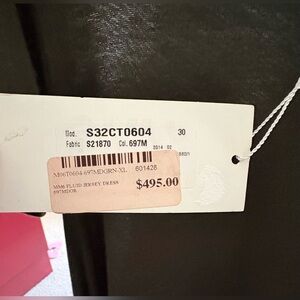 Mod. S32CT0604 30
Fabric S21870 Col. 697M 2014 02
M06T0604-697MDGRN-XL 601428
MM6 FLUID JERSEY DRESS
697MDGR $495.00